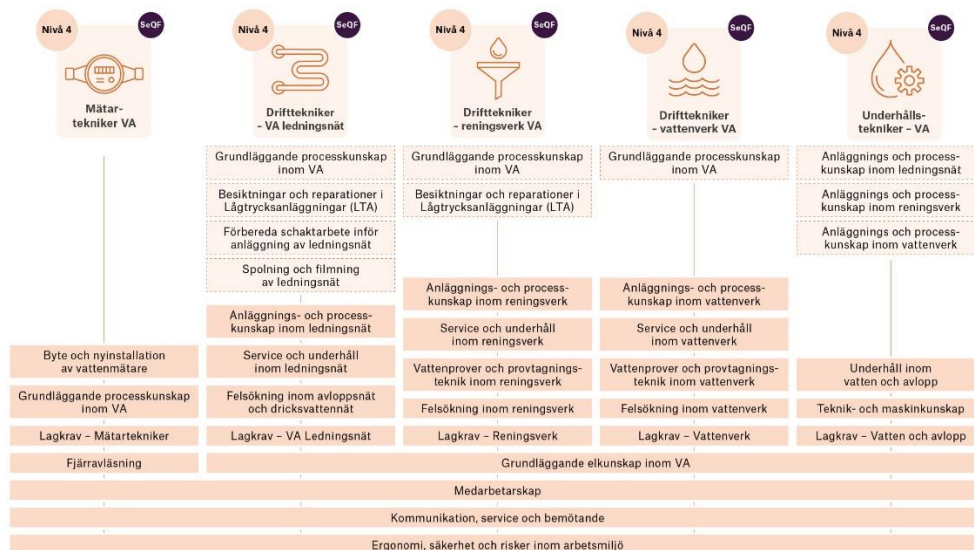 Nivå 4
SeQF
Mätar-
tekniker VA
Nivå 4
SeQF
Drifttekniker
– VA ledningsnät
Nivå 4
SeQF
Drifttekniker
– reningsverk VA
Nivå 4
SeQF
Drifttekniker
– vattenverk VA
Nivå 4
SeQF
Underhålls-
tekniker – VA
Grundläggande processkunskap
inom VA
Besiktningar och reparationer i
Lågtrycksanläggningar (LTA)
Förbereda schaktarbete inför
anläggning av ledningsnät
Spolning och filmning
av ledningsnät
Grundläggande processkunskap
inom VA
Besiktningar och reparationer i
Lågtrycksanläggningar (LTA)
Grundläggande processkunskap
inom VA
Anläggnings och process-
kunskap inom ledningsnät
Anläggnings och process-
kunskap inom reningsverk
Anläggnings och process-
kunskap inom vattenverk
Byte och nyinstallation
av vattenmätare
Grundläggande processkunskap
inom VA
Lagkrav – Mätartekniker
Fjärravläsning
Anläggnings- och process-
kunskap inom ledningsnät
Service och underhåll
inom ledningsnät
Felsökning inom avloppsnät
och dricksvattennät
Lagkrav – VA Ledningsnät
Anläggnings- och process-
kunskap inom reningsverk
Service och underhåll
inom reningsverk
Vattenprover och provtagnings-
teknik inom reningsverk
Felsökning inom reningsverk
Lagkrav – Reningsverk
Anläggnings- och process-
kunskap inom vattenverk
Service och underhåll
inom vattenverk
Vattenprover och provtagnings-
teknik inom vattenverk
Felsökning inom vattenverk
Lagkrav – Vattenverk
Underhåll inom
vatten och avlopp
Teknik- och maskinkunskap
Lagkrav – Vatten och avlopp
Grundläggande elkunskap inom VA
Medarbetarskap
Kommunikation, service och bemötande
Ergonomi, säkerhet och risker inom arbetsmiljö